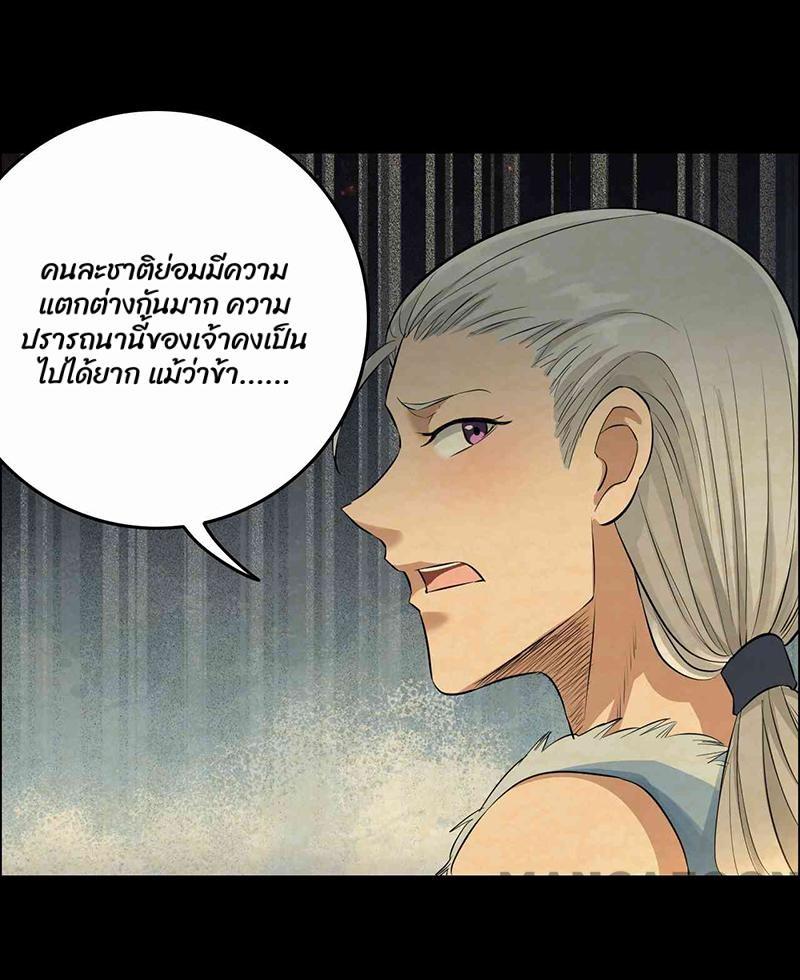 คนละชาติย่อมมีความ
แตกต่างกันมาก ความ
ปรารถนานี้ของเจ้าคงเป็น
ไปได้ยาก แม้ว่าข้า......
MANGATOON